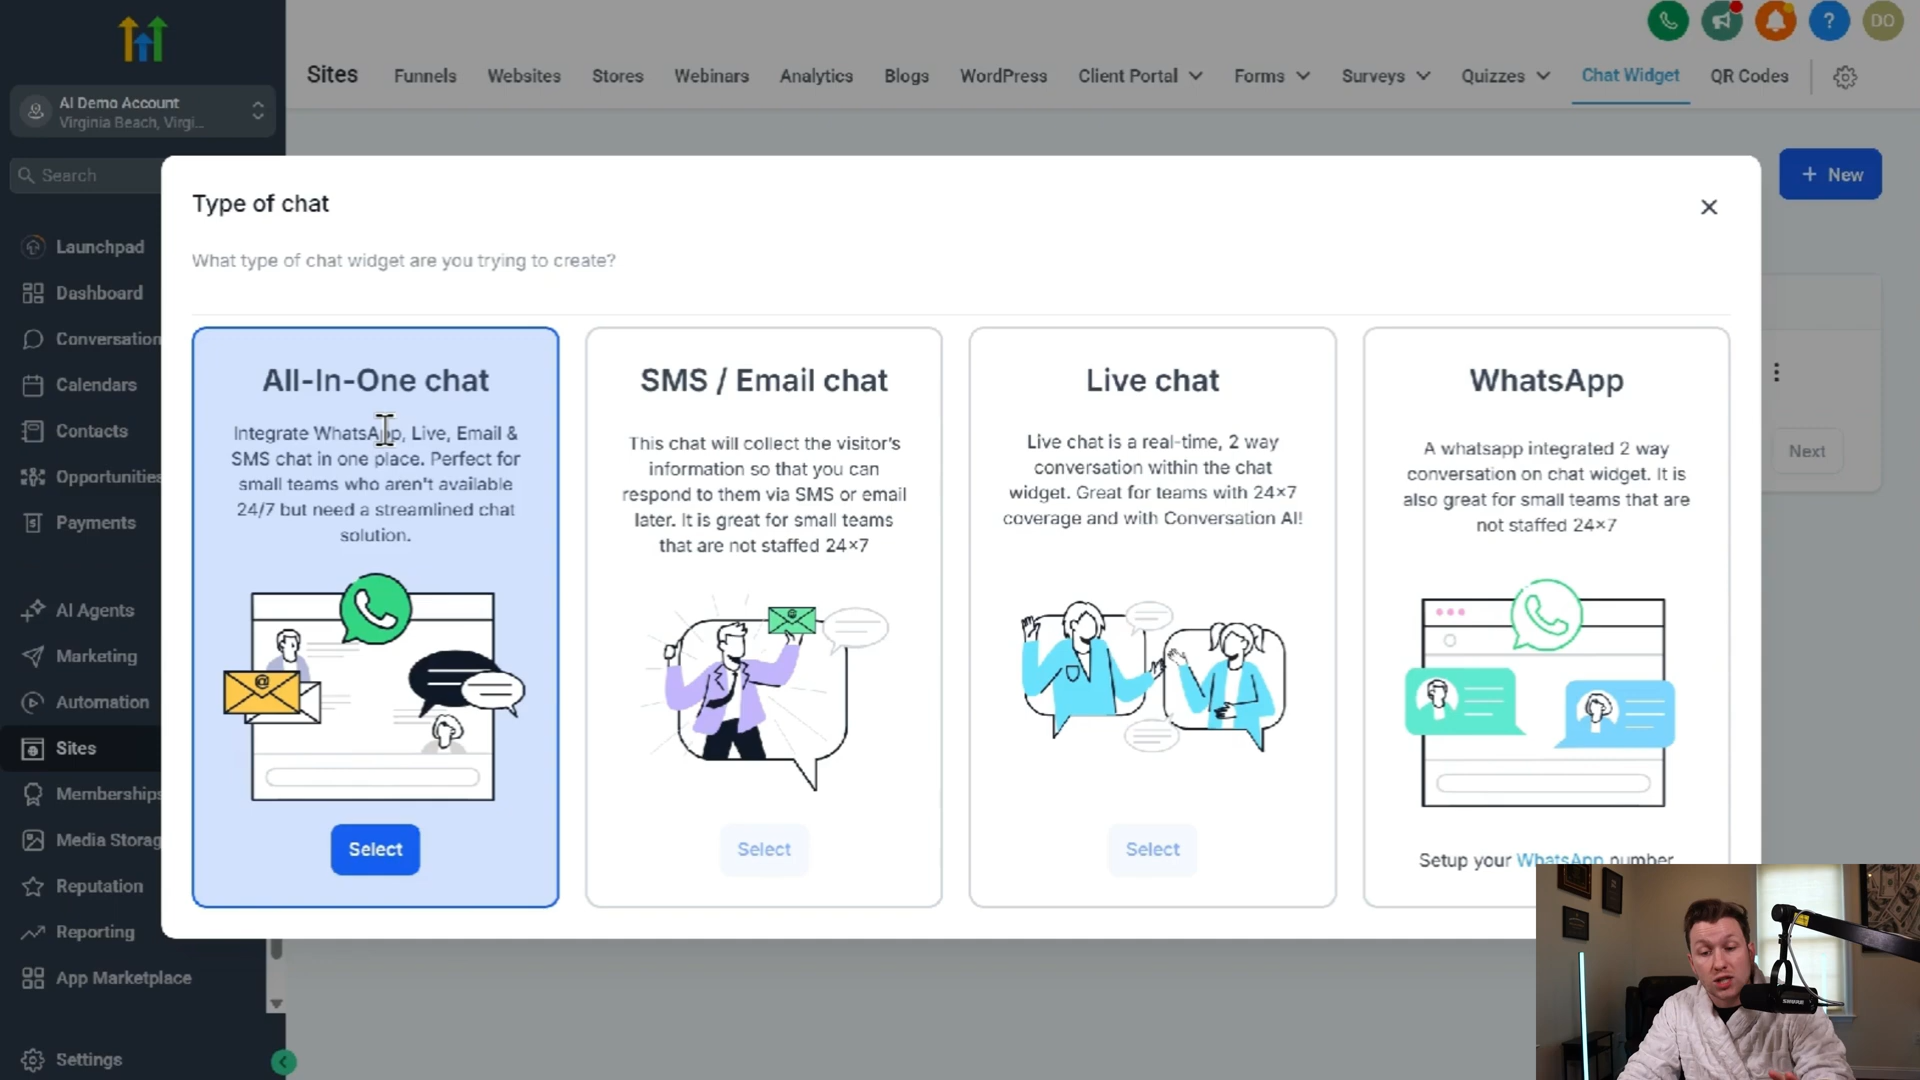 AI Demo Account
Virginia Beach, Virgi...
Search
Launchpad
Dashboard
Conversation
Calendars
Contacts
Opportunities
Payments
AI Agents
Marketing
Automation
Sites
Memberships
Media Storag
Reputation
Reporting
App Marketplace
Settings
Sites
Funnels
Websites
Stores
Webinars
Analytics
Blogs
WordPress
Client Portal
Forms
Surveys
Quizzes
Chat Widget
QR Codes
?
DO
+ New
Next
Type of chat
What type of chat widget are you trying to create?
All-In-One chat
Integrate WhatsApp, Live, Email &
SMS chat in one place. Perfect for
small teams who aren't available
24/7 but need a streamlined chat
solution.
@
Select
SMS / Email chat
This chat will collect the visitor's
information so that you can
respond to them via SMS or email
later. It is great for small teams
that are not staffed 24×7
@
Select
Live chat
Live chat is a real-time, 2 way
conversation within the chat
widget. Great for teams with 24×7
coverage and with Conversation AI!
Select
WhatsApp
A whatsapp integrated 2 way
conversation on chat widget. It is
also great for small teams that are
not staffed 24×7
Setup your WhatsApp number
SHURE